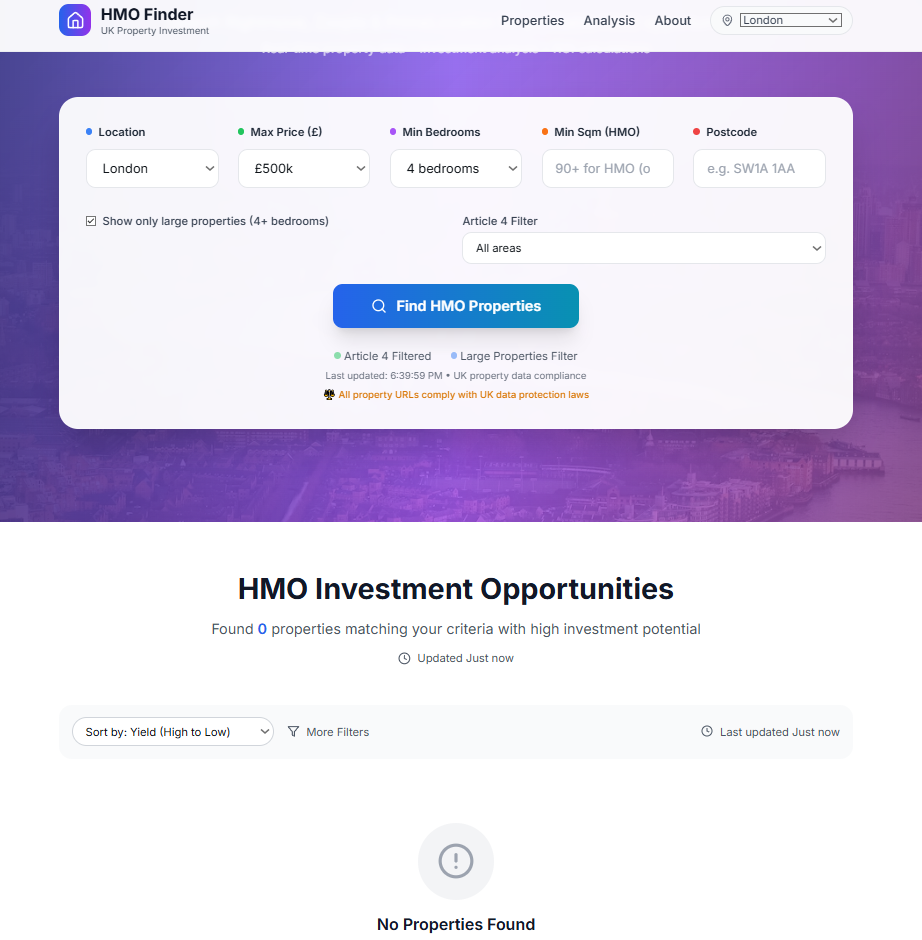 HMO Finder
UK Property Investment
Properties Analysis About London
Location Max Price (£) Min Bedrooms Min Sqm (HMO) Postcode
London £500k 4 bedrooms 90+ for HMO (o e.g. SW1A 1AA
Show only large properties (4+ bedrooms) Article 4 Filter
All areas
Find HMO Properties
Article 4 Filtered Large Properties Filter
Last updated: 6:39:59 PM • UK property data compliance
All property URLs comply with UK data protection laws
HMO Investment Opportunities
Found 0 properties matching your criteria with high investment potential
Updated Just now
Sort by: Yield (High to Low) More Filters Last updated Just now
No Properties Found